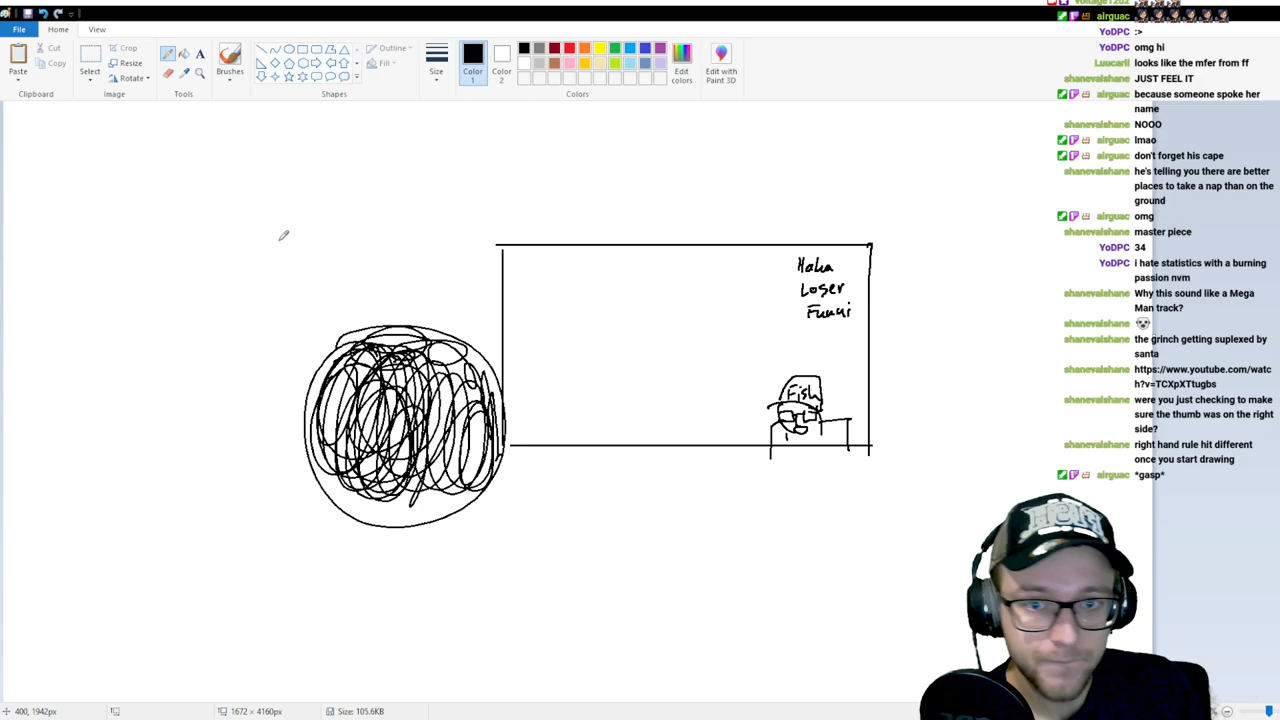 File
Home
View
Paste
Cut
Copy
Clipboard
Select
Crop
Resize
Rotate
Image
Tools
Brushes
Shapes
Outline
Fill
Size
Color 1
Color 2
Colors
Edit colors
Edit with Paint 3D
Haha
Loser
Fish
400, 1942px
1672 × 4160px
Size: 105.6KB
airguac
YoDPC :>
YoDPC omg hi
Luucarii looks like the mfer from ff
shanevalshane JUST FEEL IT
airguac because someone spoke her
name
shanevalshane NOOO
airguac lmao
airguac don't forget his cape
shanevalshane he's telling you there are better
places to take a nap than on the
ground
airguac omg
shanevalshane master piece
YoDPC 34
YoDPC i hate statistics with a burning
passion nvm
shanevalshane Why this sound like a Mega
Man track?
shanevalshane
shanevalshane the grinch getting suplexed by
santa
shanevalshane https://www.youtube.com/watc
h?v=TCXpXTtugbs
shanevalshane were you just checking to make
sure the thumb was on the right
side?
shanevalshane right hand rule hit different
once you start drawing
airguac *gasp*